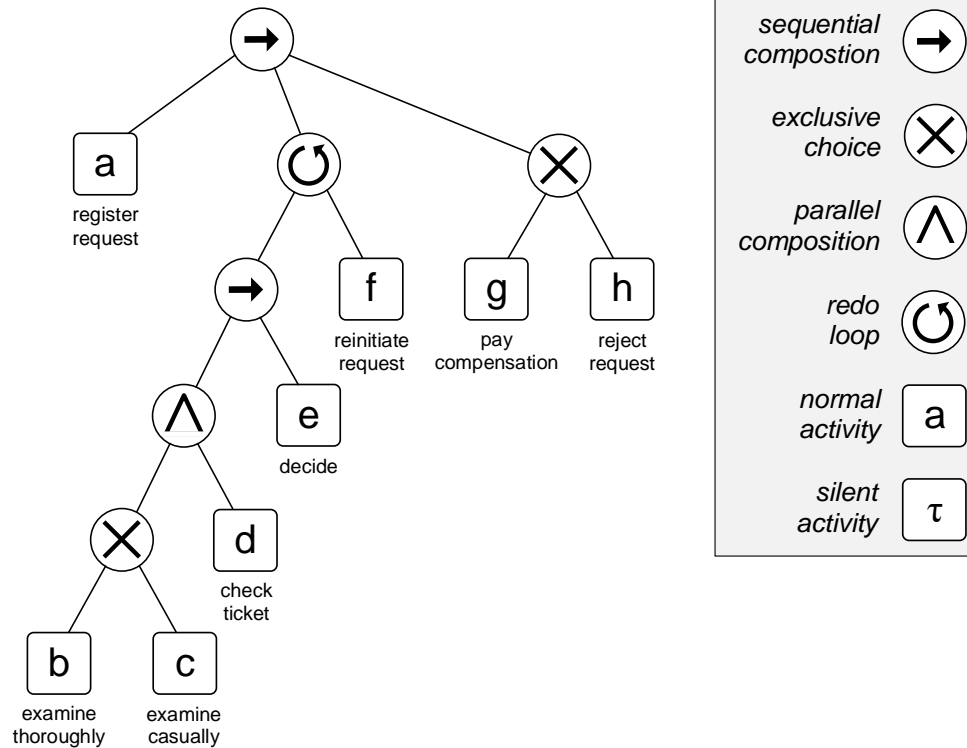 a
register
request
f
reinitiate
request
g
pay
compensation
h
reject
request
e
decide
d
check
ticket
b
examine
thoroughly
c
examine
casually
sequential
compostion
exclusive
choice
parallel
composition
redo
loop
normal
activity
a
silent
activity
τ